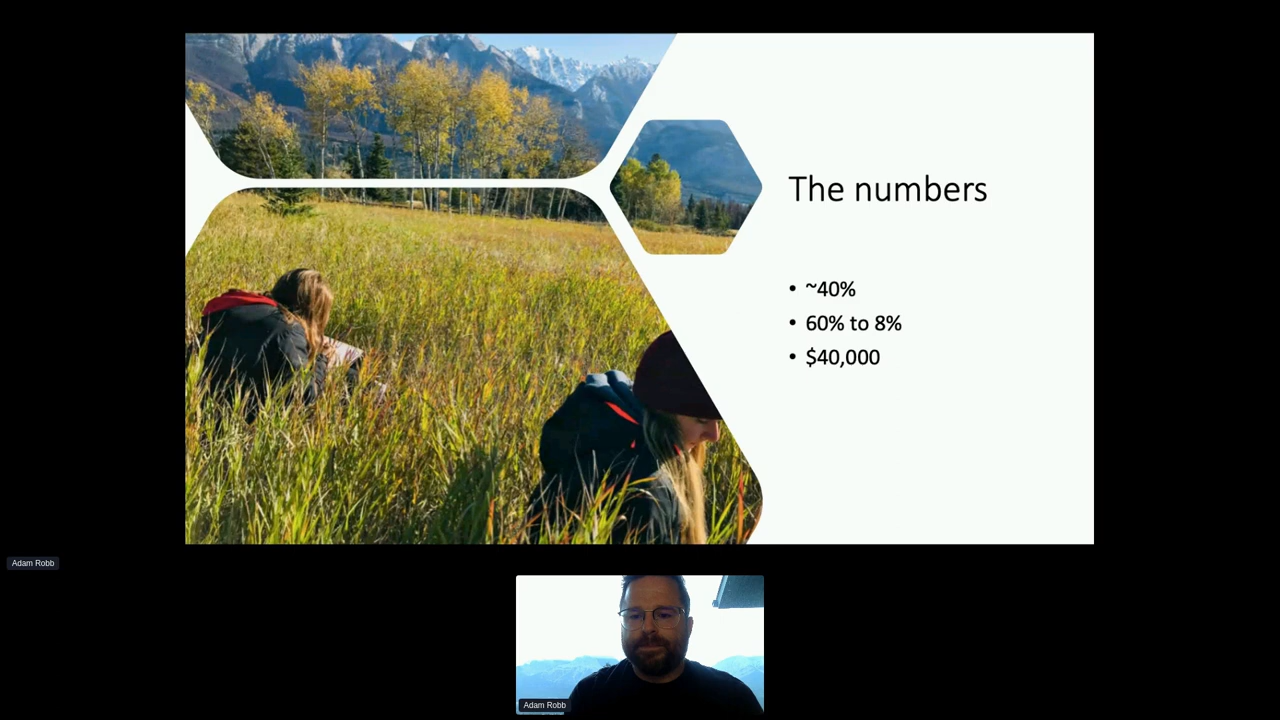 The numbers
• ~40%
• 60% to 8%
• $40,000
Adam Robb
Adam Robb